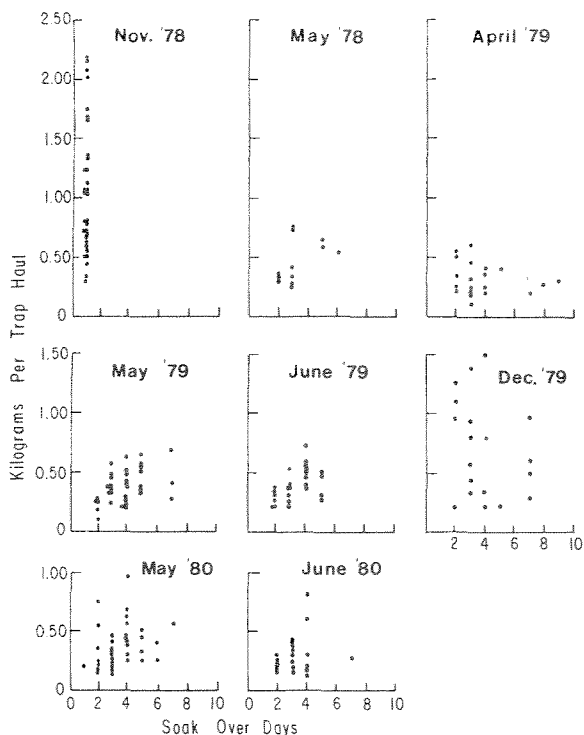 Nov. '78
May '78
April '79
2.50
2.00
1.50
1.00
0.50
0
May '79
June '79
Dec. '79
1.50
1.00
0.50
0
2 4 6 8 10
May '80
June '80
1.00
0.50
0.00
2 4 6 8 10
2 4 6 8 10
Kilograms Per Trap Haul
Soak Over Days